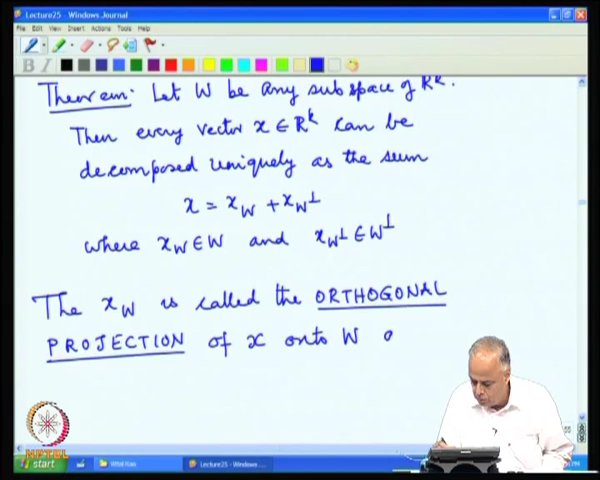 Lecture25 - Windows Journal
File Edit View Insert Actions Tools Help
B I
Theorem: Let W be any subspace of Rᵏ.
Then every vector x ∈ Rᵏ can be
decomposed uniquely as the sum
x = x_W + x_W⊥
where x_W ∈ W and x_W⊥ ∈ W⊥
The x_W is called the ORTHOGONAL
PROJECTION of x onto W
NPTEL
start
Lecture25 - Windows ...